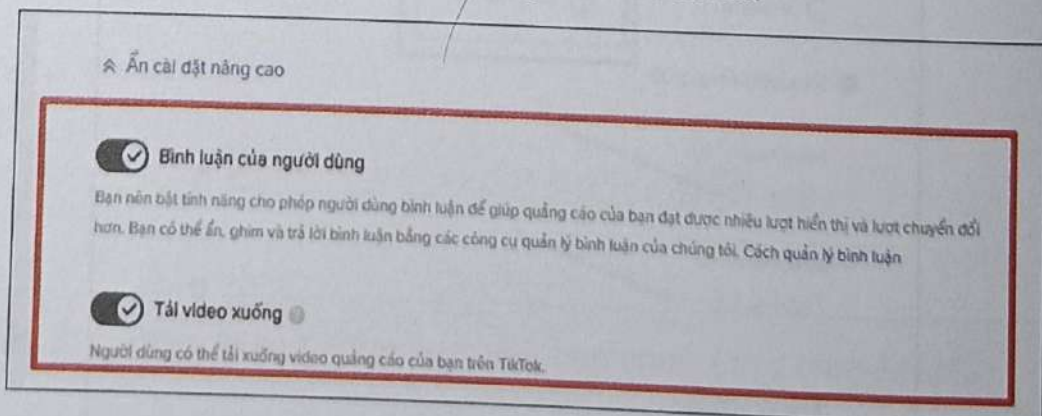 Ẩn cài đặt nâng cao
Bình luận của người dùng
Bạn nên bật tính năng cho phép người dùng bình luận để giúp quảng cáo của bạn đạt được nhiều lượt hiển thị và lượt chuyển đổi
hơn. Bạn có thể ẩn, ghim và trả lời bình luận bằng các công cụ quản lý bình luận của chúng tôi. Cách quản lý bình luận
Tải video xuống
Người dùng có thể tải xuống video quảng cáo của bạn trên TikTok.